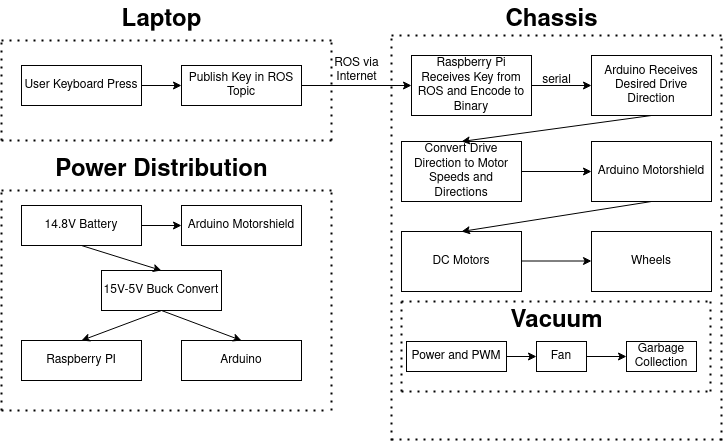 Laptop
User Keyboard Press
Publish Key in ROS
Topic
ROS via
Internet
Power Distribution
14.8V Battery
Arduino Motorshield
15V-5V Buck Convert
Raspberry PI
Arduino
Chassis
Raspberry Pi
Receives Key from
ROS and Encode to
Binary
serial
Arduino Receives
Desired Drive
Direction
Convert Drive
Direction to Motor
Speeds and
Directions
Arduino Motorshield
DC Motors
Wheels
Vacuum
Power and PWM
Fan
Garbage
Collection